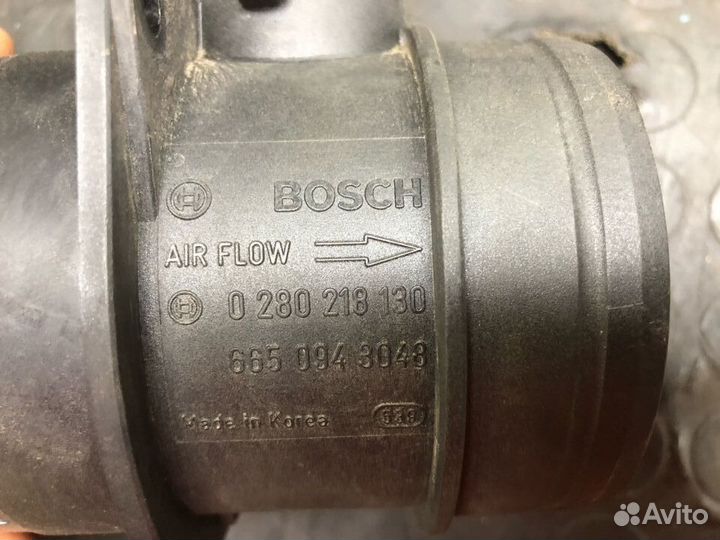 BOSCH
AIR FLOW
0 280 218 130
665 094 3048
Made in Korea
Avito